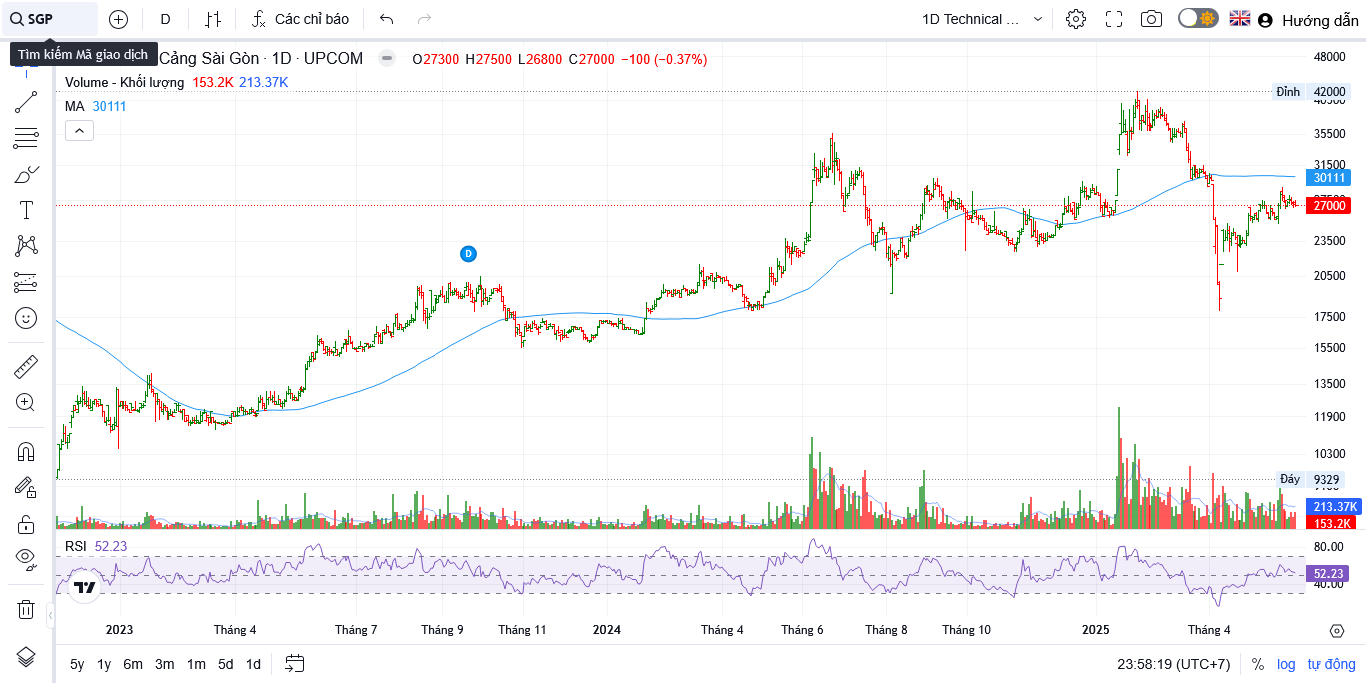 SGP
D
Các chỉ báo
1D Technical ...
Hướng dẫn
Tìm kiếm Mã giao dịch
Cảng Sài Gòn · 1D · UPCOM
O27300 H27500 L26800 C27000 −100 (−0.37%)
Volume - Khối lượng 153.2K 213.37K
MA 30111
48000
Đỉnh 42000
35500
31500
30111
27000
23500
D
20500
17500
15500
13500
11900
10300
Đáy 9329
213.37K
153.2K
RSI 52.23
80.00
52.23
40.00
2023 Tháng 4 Tháng 7 Tháng 9 Tháng 11 2024 Tháng 4 Tháng 6 Tháng 8 Tháng 10 2025 Tháng 4
5y 1y 6m 3m 1m 5d 1d
23:58:19 (UTC+7) % log tự động